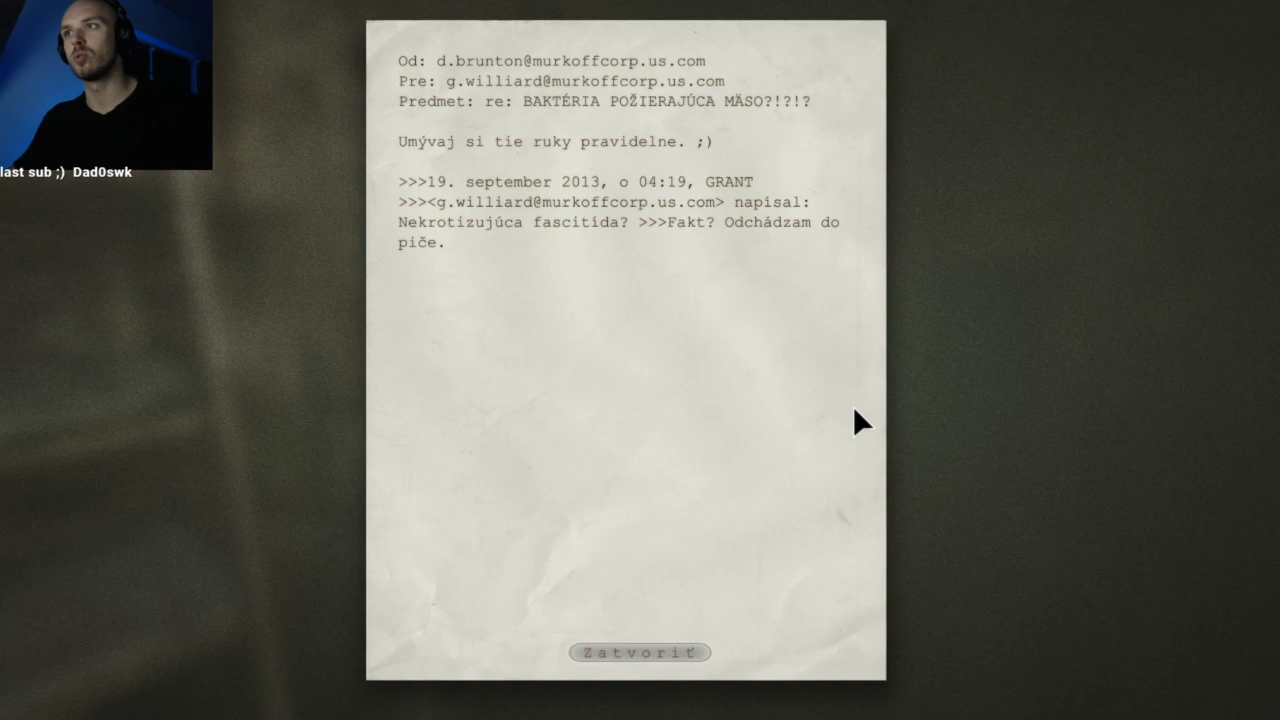 last sub ;) Dad0swk
Od: d.brunton@murkoffcorp.us.com
Pre: g.williard@murkoffcorp.us.com
Predmet: re: BAKTÉRIA POŽIERAJÚCA MÄSO?!?!?
Umývaj si tie ruky pravidelne. ;)
>>>19. september 2013, o 04:19, GRANT
>>><g.williard@murkoffcorp.us.com> napísal:
Nekrotizujúca fascitída? >>>Fakt? Odchádzam do
piče.
Zatvoriť